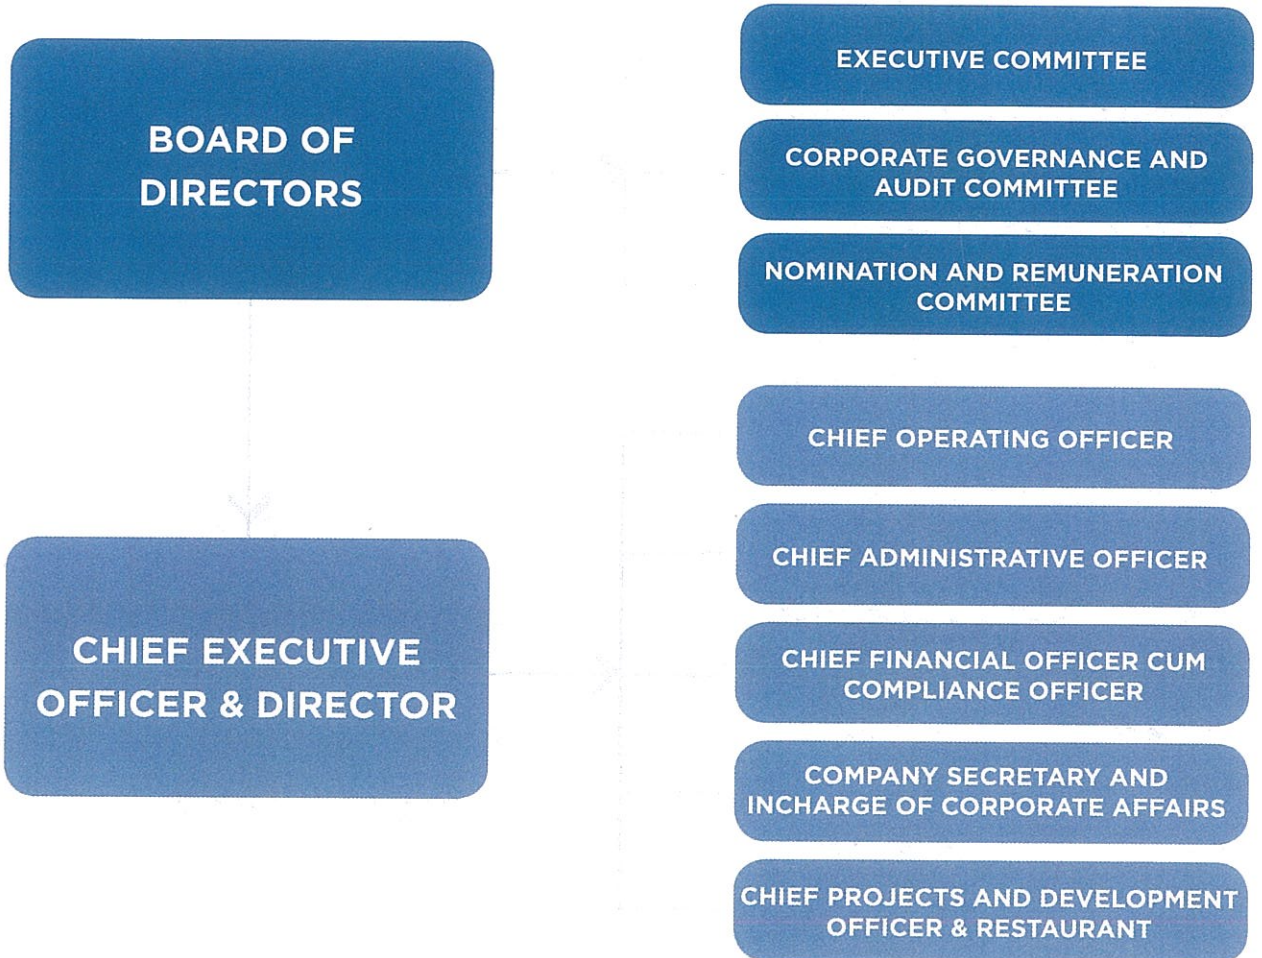 BOARD OF
DIRECTORS
EXECUTIVE COMMITTEE
CORPORATE GOVERNANCE AND
AUDIT COMMITTEE
NOMINATION AND REMUNERATION
COMMITTEE
CHIEF EXECUTIVE
OFFICER & DIRECTOR
CHIEF OPERATING OFFICER
CHIEF ADMINISTRATIVE OFFICER
CHIEF FINANCIAL OFFICER CUM
COMPLIANCE OFFICER
COMPANY SECRETARY AND
INCHARGE OF CORPORATE AFFAIRS
CHIEF PROJECTS AND DEVELOPMENT
OFFICER & RESTAURANT